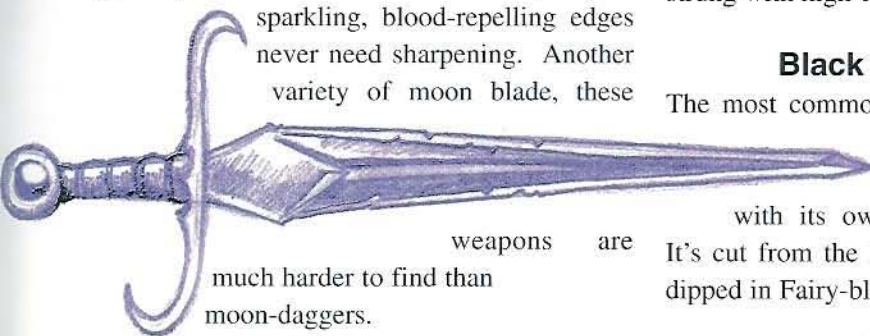 sparkling, blood-repelling edges
never need sharpening. Another
variety of moon blade, these
weapons are
much harder to find than
moon-daggers.
Black
The most commo
with its ow
It's cut from the
dipped in Fairy-bl